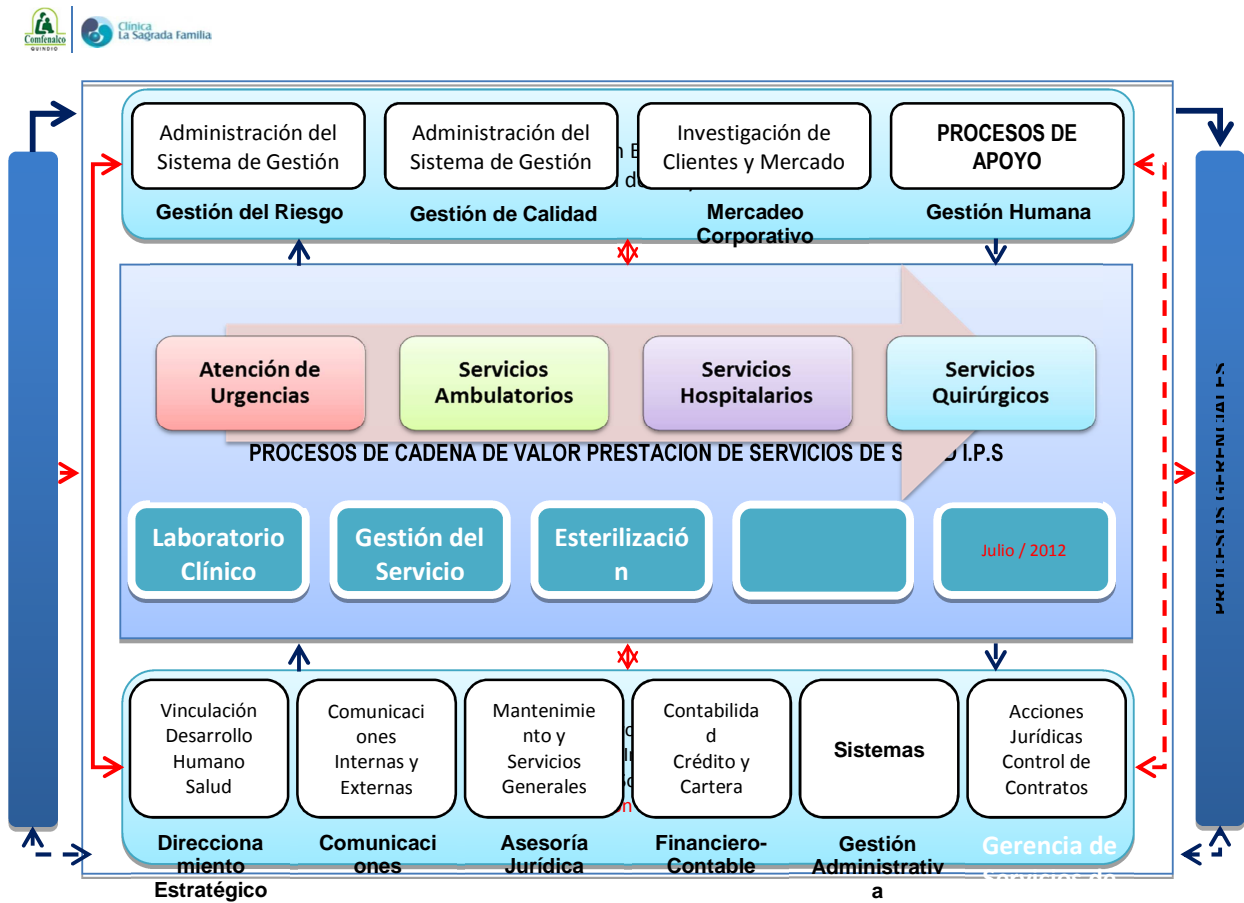 Comfenalco
QUINDIO
Clínica
La Sagrada Familia
Administración del
Sistema de Gestión
Administración del
Sistema de Gestión
Investigación de
Clientes y Mercado
PROCESOS DE
APOYO
Gestión del Riesgo
Gestión de Calidad
Mercadeo
Corporativo
Gestión Humana
Atención de
Urgencias
Servicios
Ambulatorios
Servicios
Hospitalarios
Servicios
Quirúrgicos
PROCESOS DE CADENA DE VALOR PRESTACION DE SERVICIOS DE I.P.S
Laboratorio
Clínico
Gestión del
Servicio
Esterilizació
n
Julio / 2012
PROCESOS GERENCIALES
Vinculación
Desarrollo
Humano
Salud
Comunicaci
ones
Internas y
Externas
Mantenimie
nto y
Servicios
Generales
Contabilida
d
Crédito y
Cartera
Sistemas
Acciones
Jurídicas
Control de
Contratos
Direcciona
miento
Estratégico
Comunicaci
ones
Asesoría
Jurídica
Financiero-
Contable
Gestión
Administrativ
a
Gerencia de
Servicios de